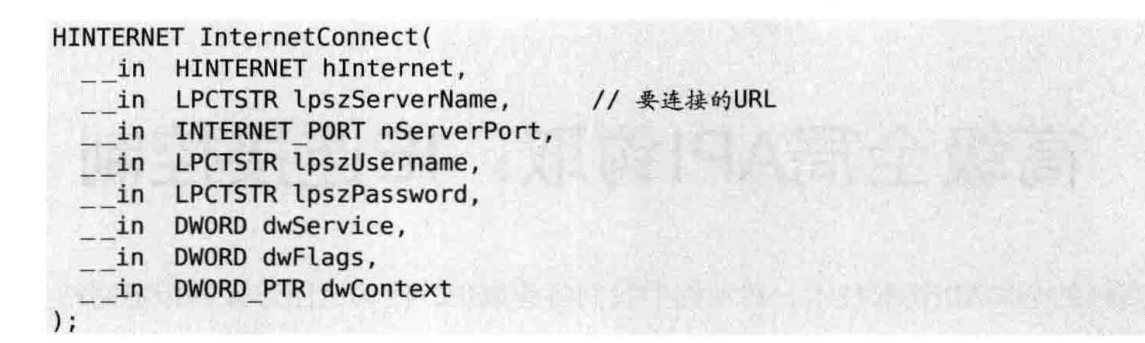 HINTERNET InternetConnect(
__in HINTERNET hInternet,
__in LPCTSTR lpszServerName, // 要连接的URL
__in INTERNET_PORT nServerPort,
__in LPCTSTR lpszUsername,
__in LPCTSTR lpszPassword,
__in DWORD dwService,
__in DWORD dwFlags,
__in DWORD_PTR dwContext
);